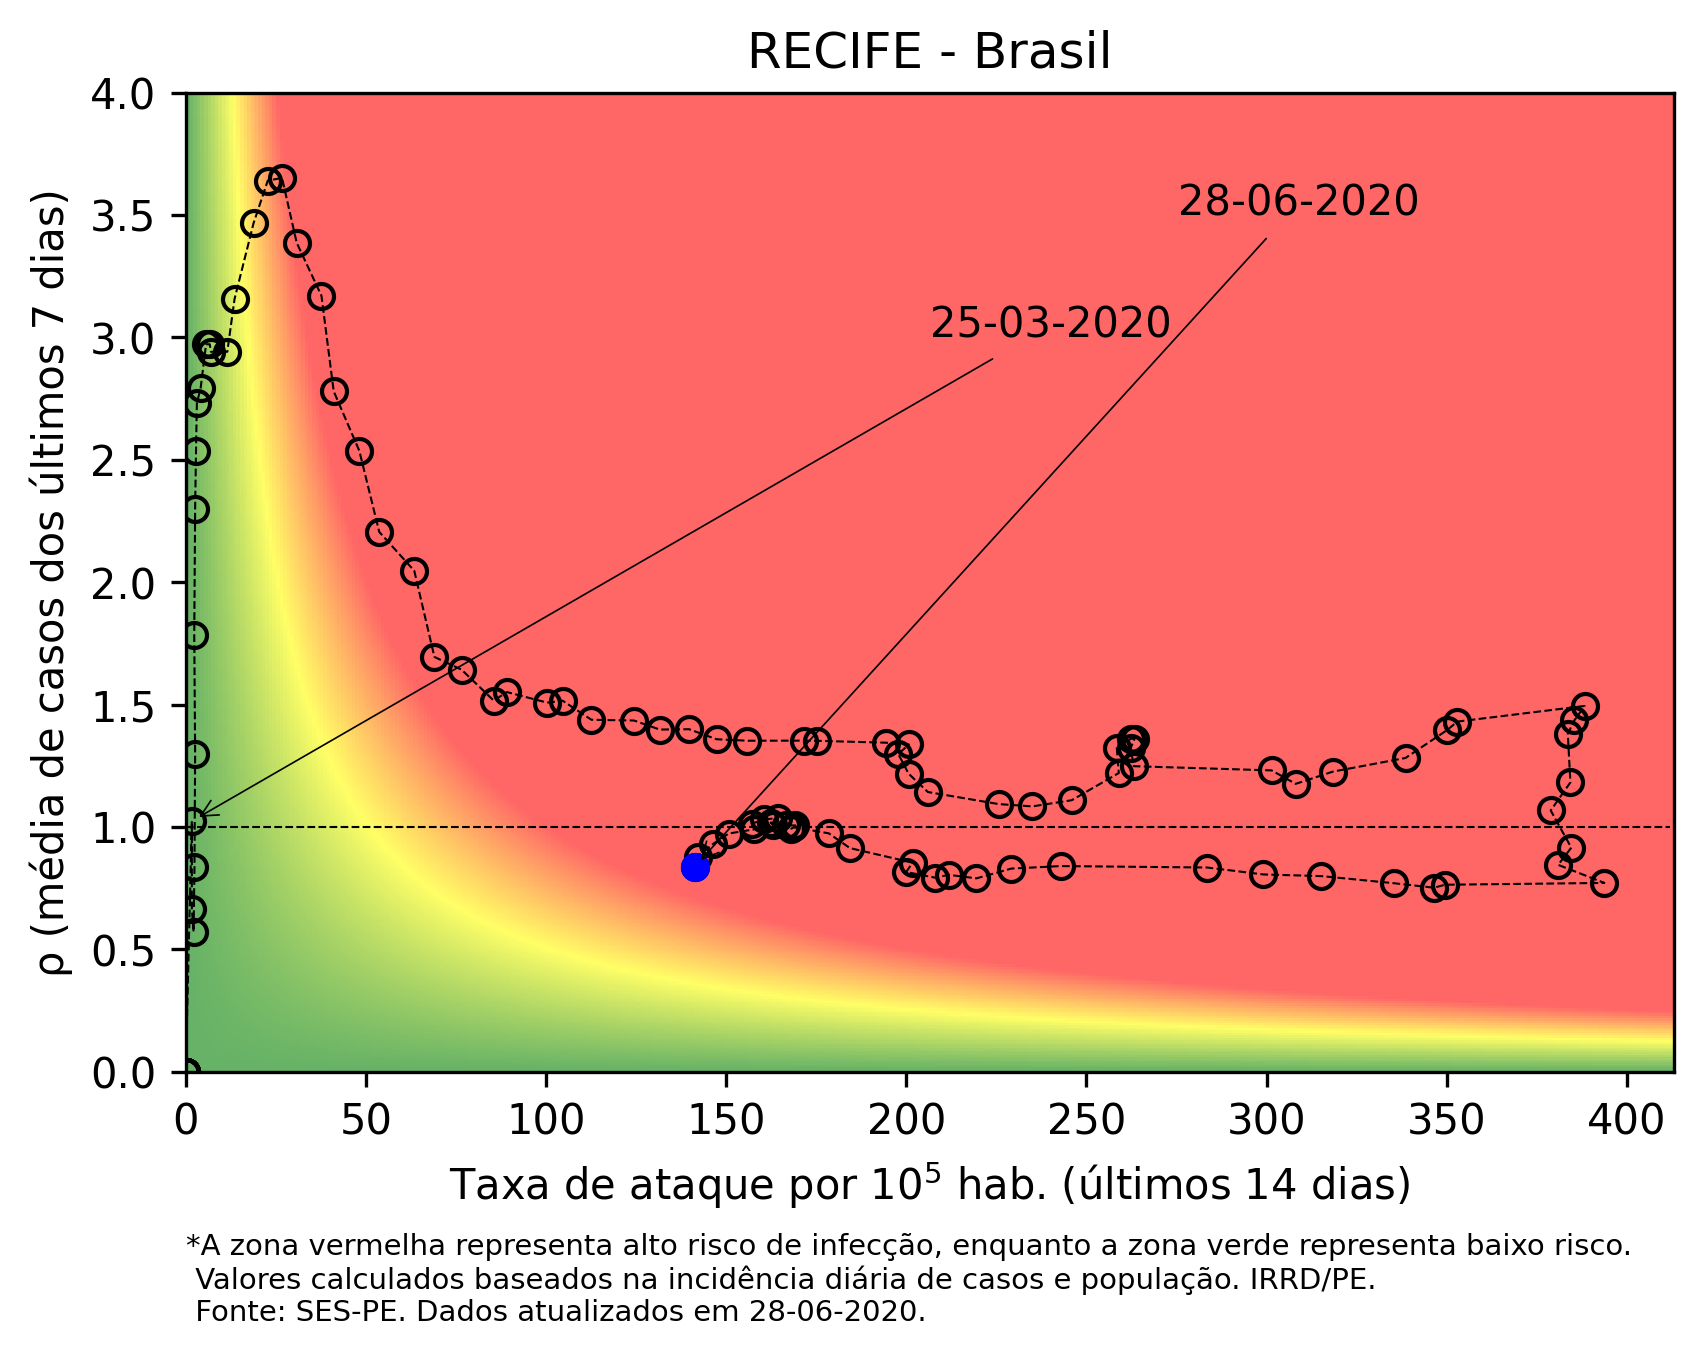 RECIFE - Brasil
4.0
3.5
3.0
2.5
2.0
1.5
1.0
0.5
0.0
ρ (média de casos dos últimos 7 dias)
28-06-2020
25-03-2020
0 50 100 150 200 250 300 350 400
Taxa de ataque por 10⁵ hab. (últimos 14 dias)
*A zona vermelha representa alto risco de infecção, enquanto a zona verde representa baixo risco.
Valores calculados baseados na incidência diária de casos e população. IRRD/PE.
Fonte: SES-PE. Dados atualizados em 28-06-2020.